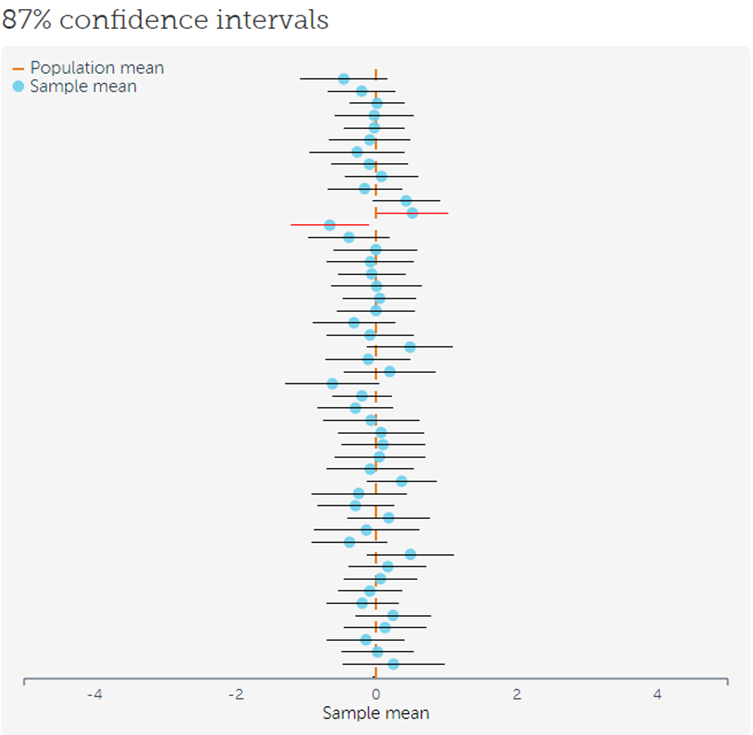 87% confidence intervals
Population mean
Sample mean
-4 -2 0 2 4
Sample mean